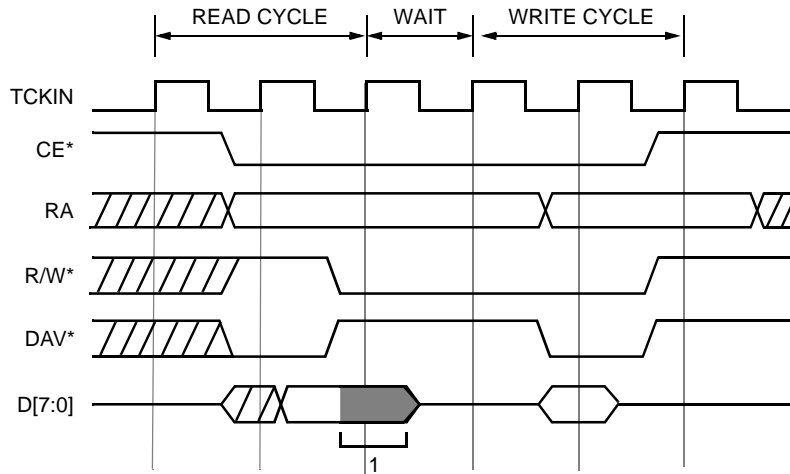 READ CYCLE WAIT WRITE CYCLE
TCKIN
CE*
RA
R/W*
DAV*
D[7:0]
1